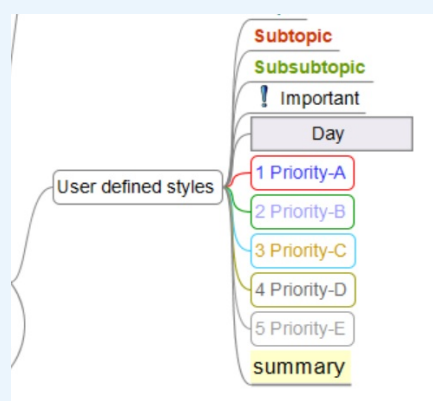 Subtopic
Subsubtopic
! Important
Day
User defined styles
1 Priority-A
2 Priority-B
3 Priority-C
4 Priority-D
5 Priority-E
summary